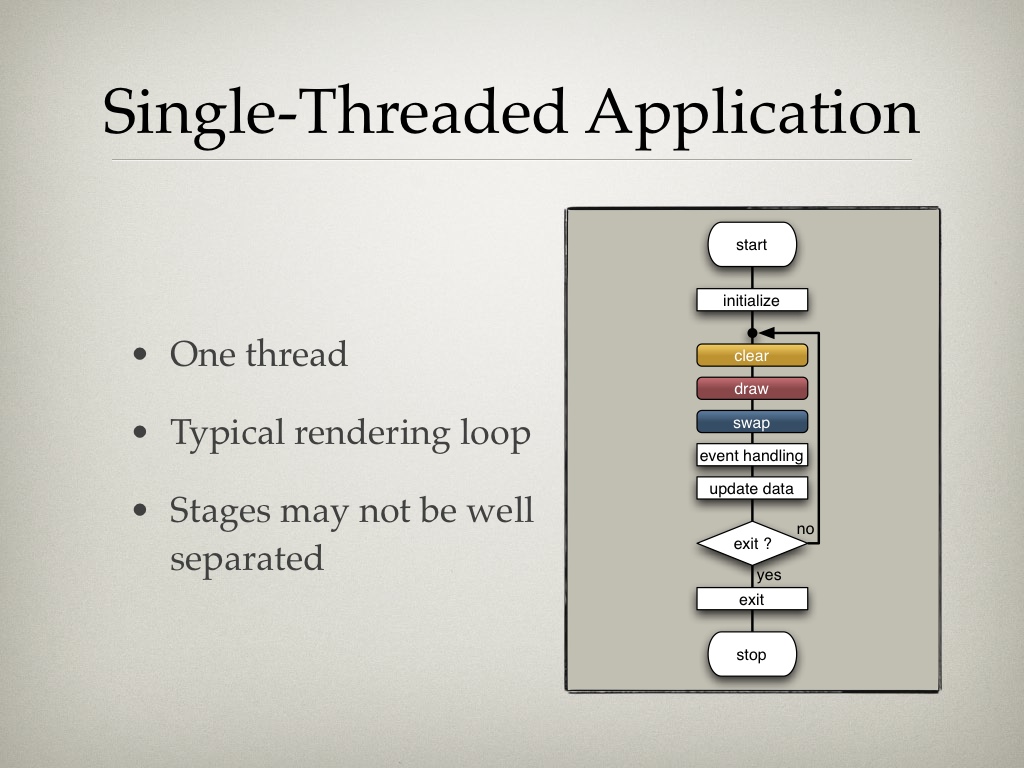 Single-Threaded Application
• One thread
• Typical rendering loop
• Stages may not be well
separated
start
initialize
clear
draw
swap
event handling
update data
no
exit ?
yes
exit
stop